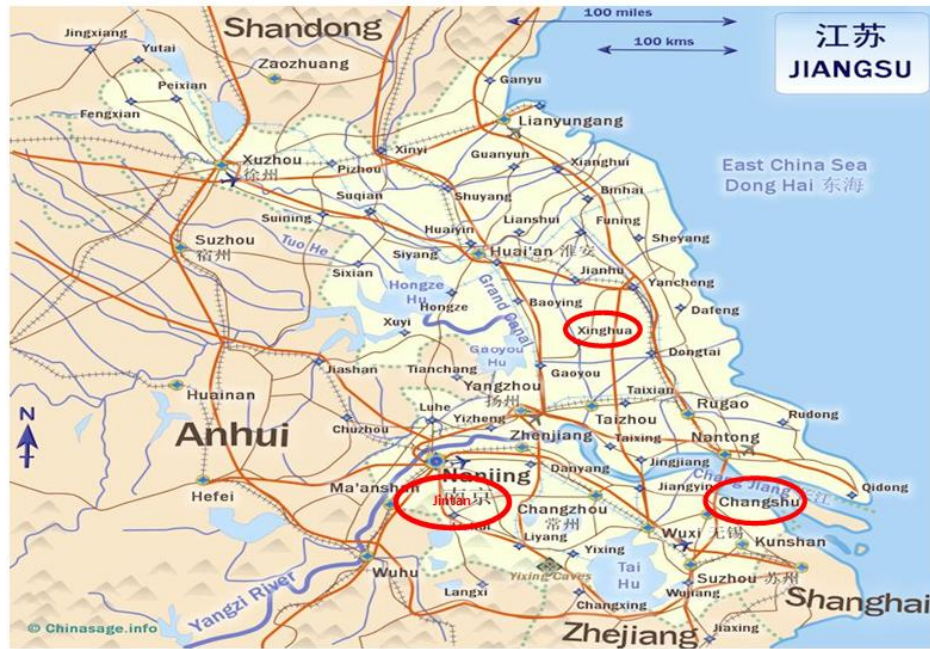 Shandong
100 miles
100 kms
江苏
JIANGSU
Jingxiang
Yutai
Zaozhuang
Peixian
Fengxian
Ganyu
Lianyungang
Xuzhou
徐州
Pizhou
Xinyi
Guanyun
Xianghui
East China Sea
Dong Hai 东海
Suining
Suqian
Shuyang
Binhai
Lianshui
Funing
Huaiyin
Suzhou
宿州
Tuo He
Siyang
Huai'an 淮安
Sheyang
Sixian
Jianhu
Yancheng
Hongze
Hu
Hongze
Grand Canal
Baoying
Dafeng
Xuyi
Xinghua
Gaoyou
Hu
Dongtai
Jiashan
Tianchang
Gaoyou
Huainan
Yangzhou
扬州
Taixian
Rugao
Rudong
N
Anhui
Luhe
Yizheng
Taizhou
Chuzhou
Zhenjiang
Taixing
Nantong
Nanjing
南京
Danyang
Jingjiang
Hefei
Ma'anshan
Jintan
Changzhou
常州
Jiangyin
Chang Jiang 长江
Changshu
Qidong
Liyang
Wuxi 无锡
Kunshan
Wuhu
Yixing
Yixing Caves
Tai
Hu
Suzhou 苏州
Yangzi River
Langxi
Changxing
Wujiang
Shanghai
Zhejiang
Jiaxing
© Chinasage.info